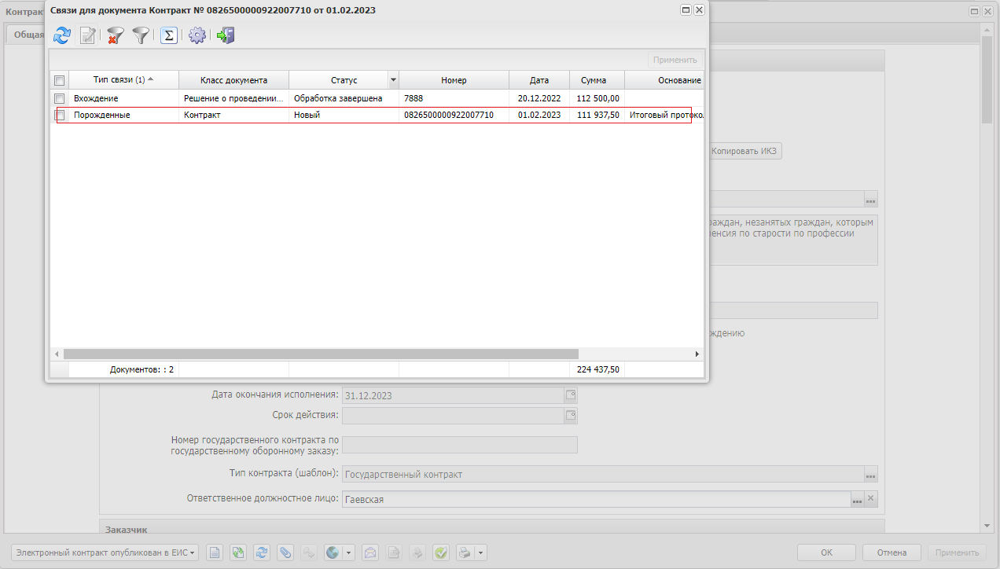 Контракт
Связи для документа Контракт № 0826500000922007710 от 01.02.2023
Общая
Применить
Тип связи (1) Класс документа Статус Номер Дата Сумма Основание
Вхождение Решение о проведении... Обработка завершена 7888 20.12.2022 112 500,00
Порожденные Контракт Новый 0826500000922007710 01.02.2023 111 937,50 Итоговый протокол
Копировать ИКЗ
граждан, незанятых граждан, которым
пенсия по старости по профессии
ждению
Документов: : 2 224 437,50
Дата окончания исполнения: 31.12.2023
Срок действия:
Номер государственного контракта по
государственному оборонному заказу:
Тип контракта (шаблон): Государственный контракт
Ответственное должностное лицо: Гаевская
Заказчик
Электронный контракт опубликован в ЕИС ОК Отмена Применить